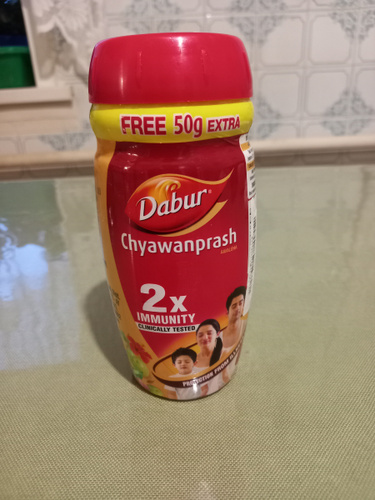 FREE 50g EXTRA
Dabur
Chyawanprash
2x
IMMUNITY
CLINICALLY TESTED